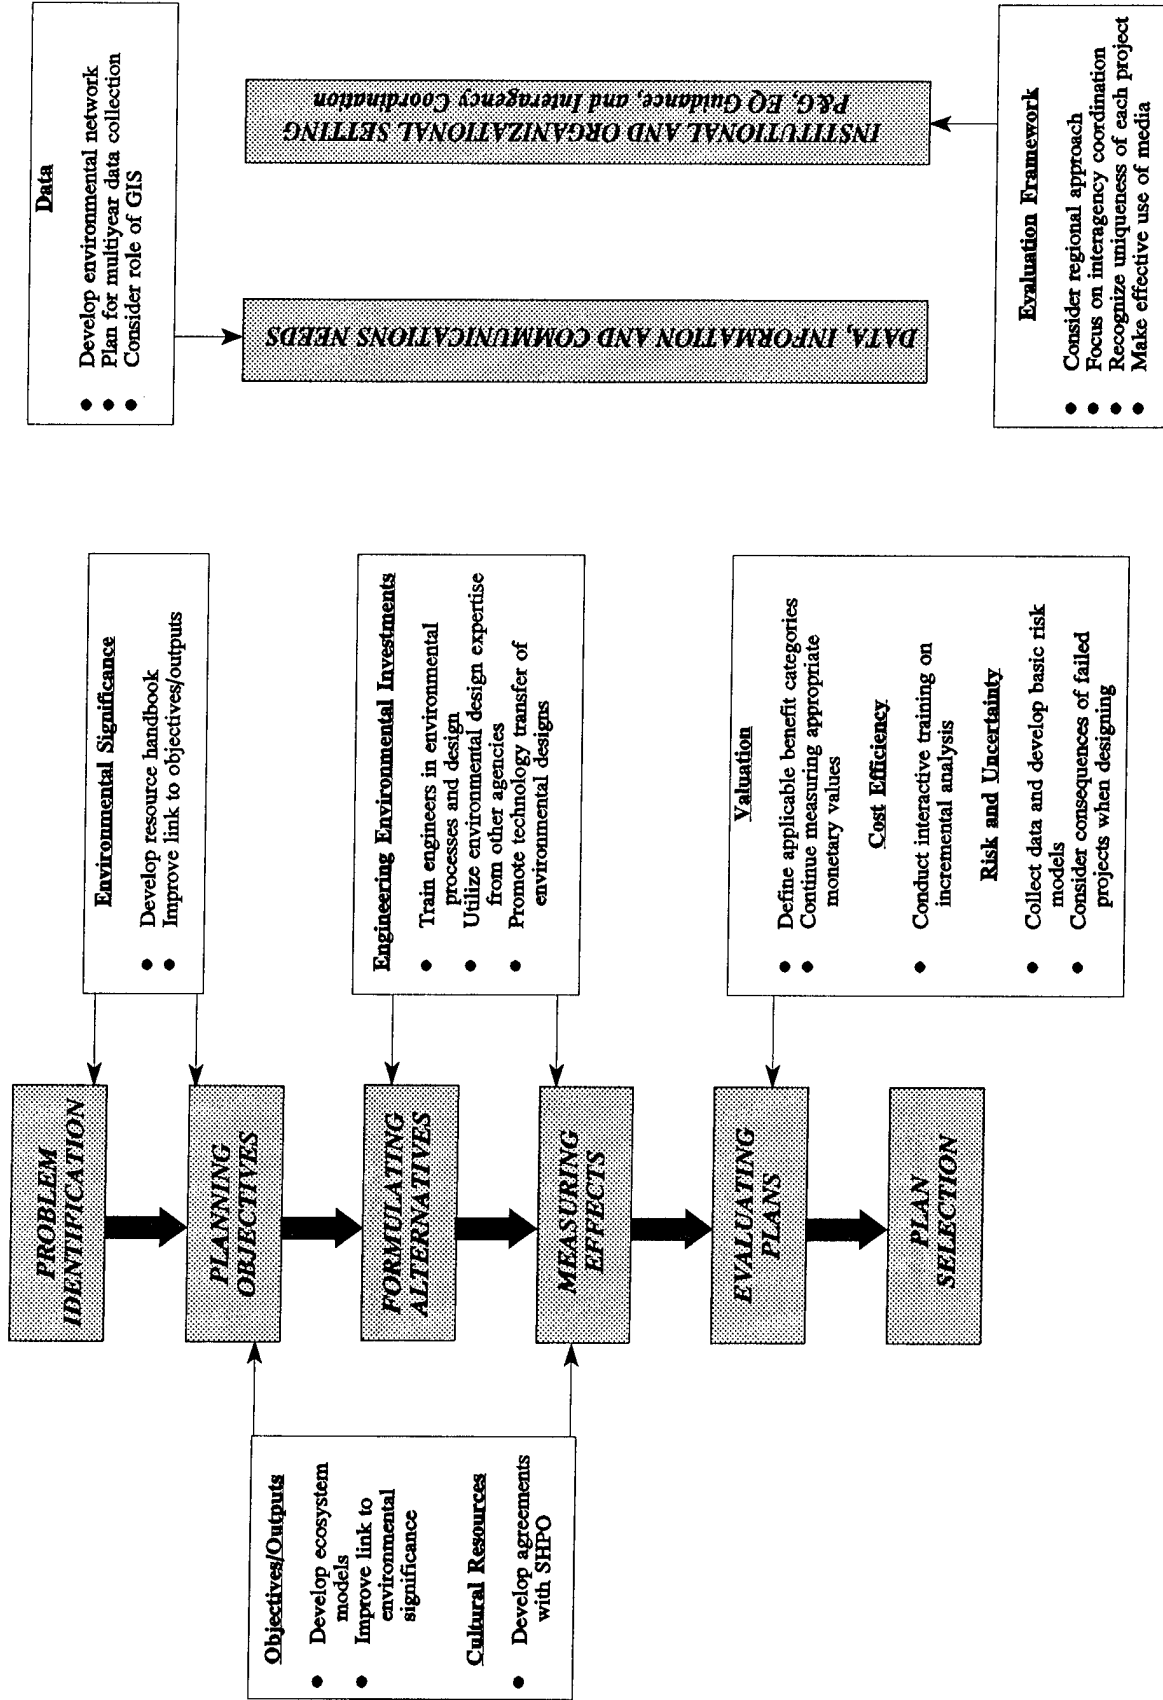 Objectives/Outputs
● Develop ecosystem
models
● Improve link to
environmental
significance
Cultural Resources
● Develop agreements
with SHPO
PROBLEM
IDENTIFICATION
PLANNING
OBJECTIVES
FORMULATING
ALTERNATIVES
MEASURING
EFFECTS
EVALUATING
PLANS
PLAN
SELECTION
Environmental Significance
● Develop resource handbook
● Improve link to objectives/outputs
Engineering Environment Investments
● Train engineers in environmental
processes and design
● Utilize environmental design expertise
from other agencies
● Promote technology transfer of
environmental designs
Valuation
● Define applicable benefit categories
● Continue measuring appropriate
monetary values
Cost Efficiency
● Conduct interactive training on
incremental analysis
Risk and Uncertainty
● Collect data and develop basic risk
models
● Consider consequences of failed
projects when designing
Data
● Develop environmental network
● Plan for multiyear data collection
● Consider role of GIS
DATA, INFORMATION AND COMMUNICATIONS NEEDS
INSTITUTIONAL AND ORGANIZATIONAL SETTING
P&G, EQ Guidance, and Interagency Coordination
Evaluation Framework
● Consider regional approach
● Focus on interagency coordination
● Recognize uniqueness of each project
● Make effective use of media